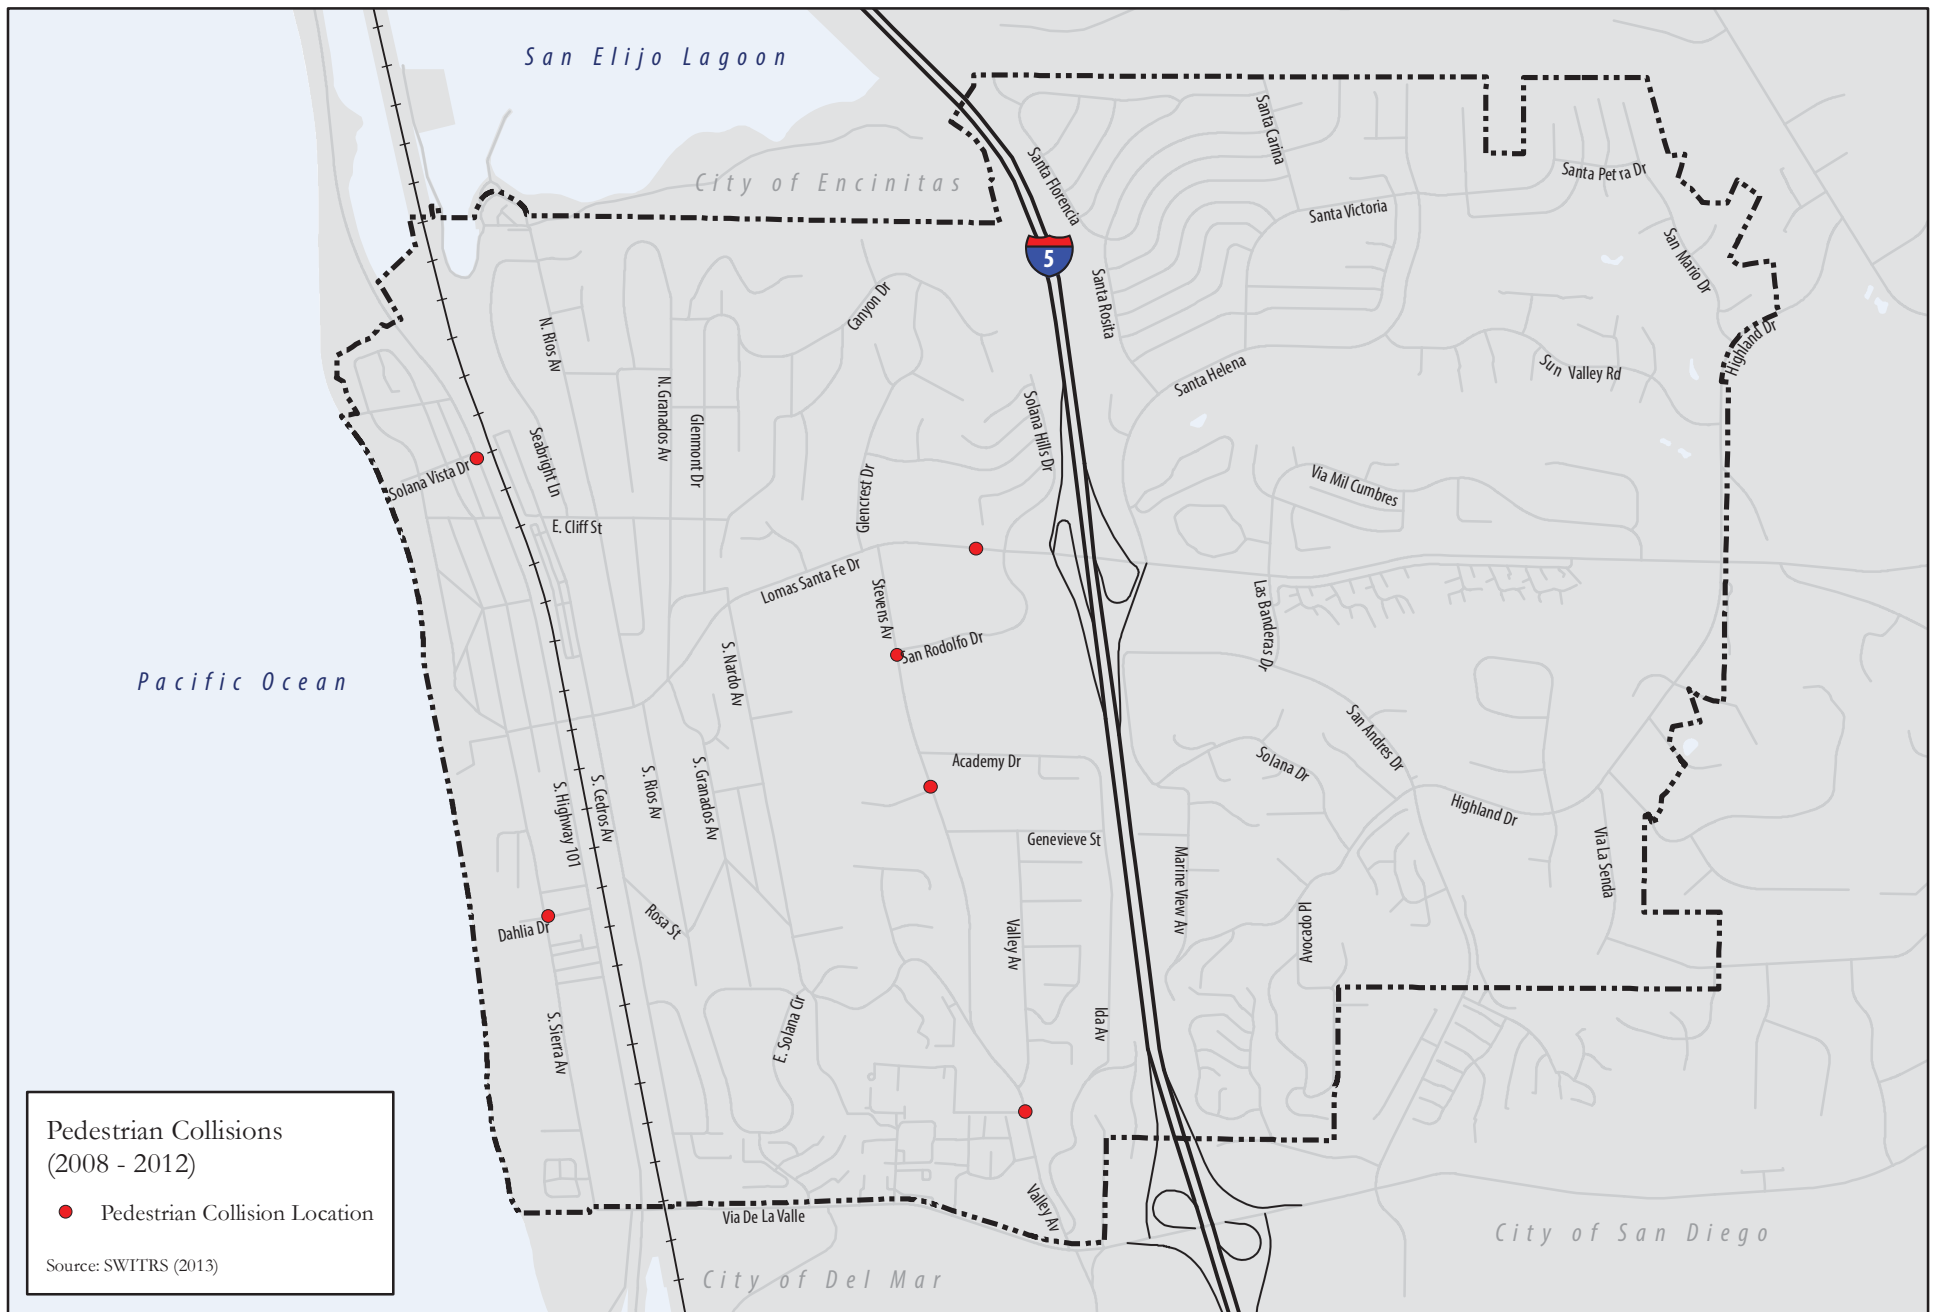 San Elijo Lagoon
City of Encinitas
Santa Florencia
Santa Carina
Santa Petra Dr
Santa Victoria
San Mario Dr
5
Santa Rosita
Canyon Dr
N. Rios Av
Highland Dr
Sun Valley Rd
Santa Helena
N. Granados Av
Glenmont Dr
Solana Hills Dr
Seabright Ln
Solana Vista Dr
Glencrest Dr
Via Mil Cumbres
E. Cliff St
Lomas Santa Fe Dr
Stevens Av
Las Banderas Dr
San Rodolfo Dr
S. Nardo Av
Pacific Ocean
San Andres Dr
Solana Dr
Academy Dr
S. Highway 101
S. Cedros Av
S. Rios Av
S. Granados Av
Highland Dr
Genevieve St
Marine View Av
Via La Senda
Rosa St
Dahlia Dr
Valley Av
Avocedo Pl
Ida Av
E. Solana Cir
S. Sierra Av
Valley Av
Via De La Valle
City of San Diego
City of Del Mar
Pedestrian Collisions
(2008 - 2012)
Pedestrian Collision Location
Source: SWITRS (2013)